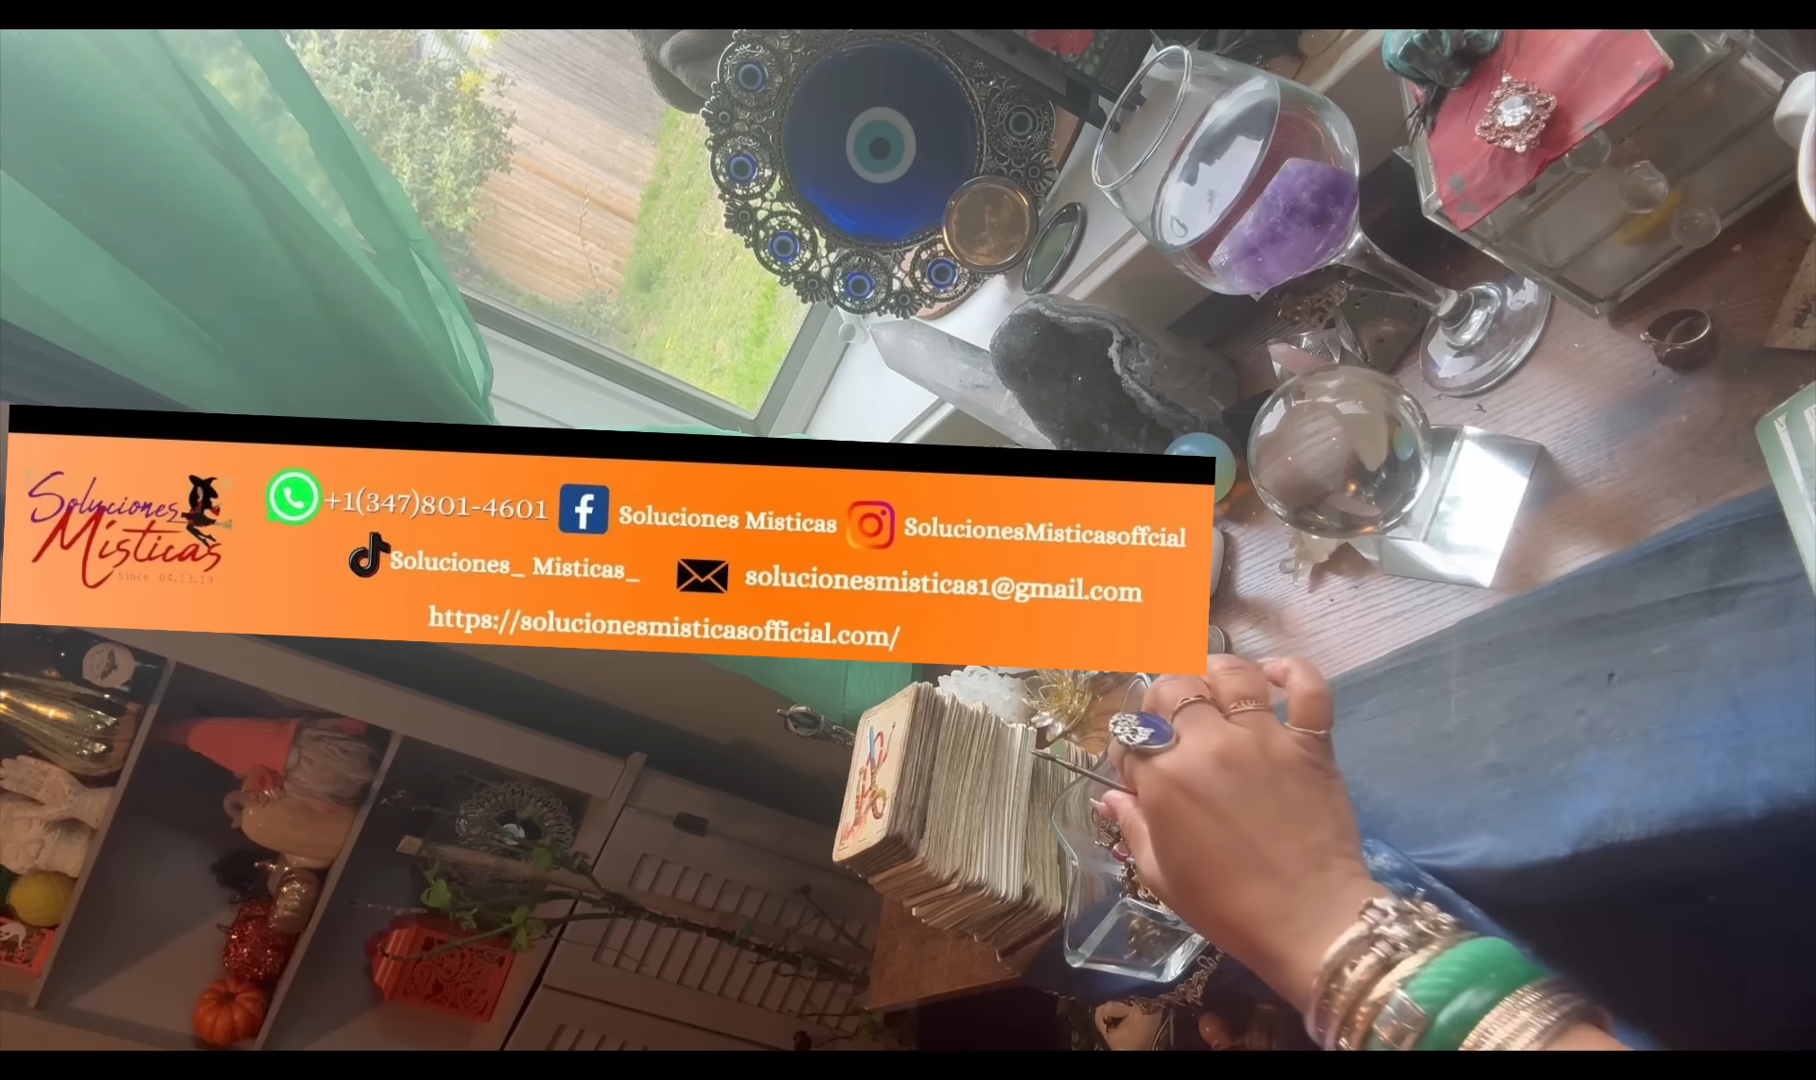 Soluciones
Misticas
Since 04.13.19
+1(347)801-4601
Soluciones Misticas
SolucionesMisticasoffcial
Soluciones_ Misticas_
solucionesmisticas1@gmail.com
https://solucionesmisticasofficial.com/